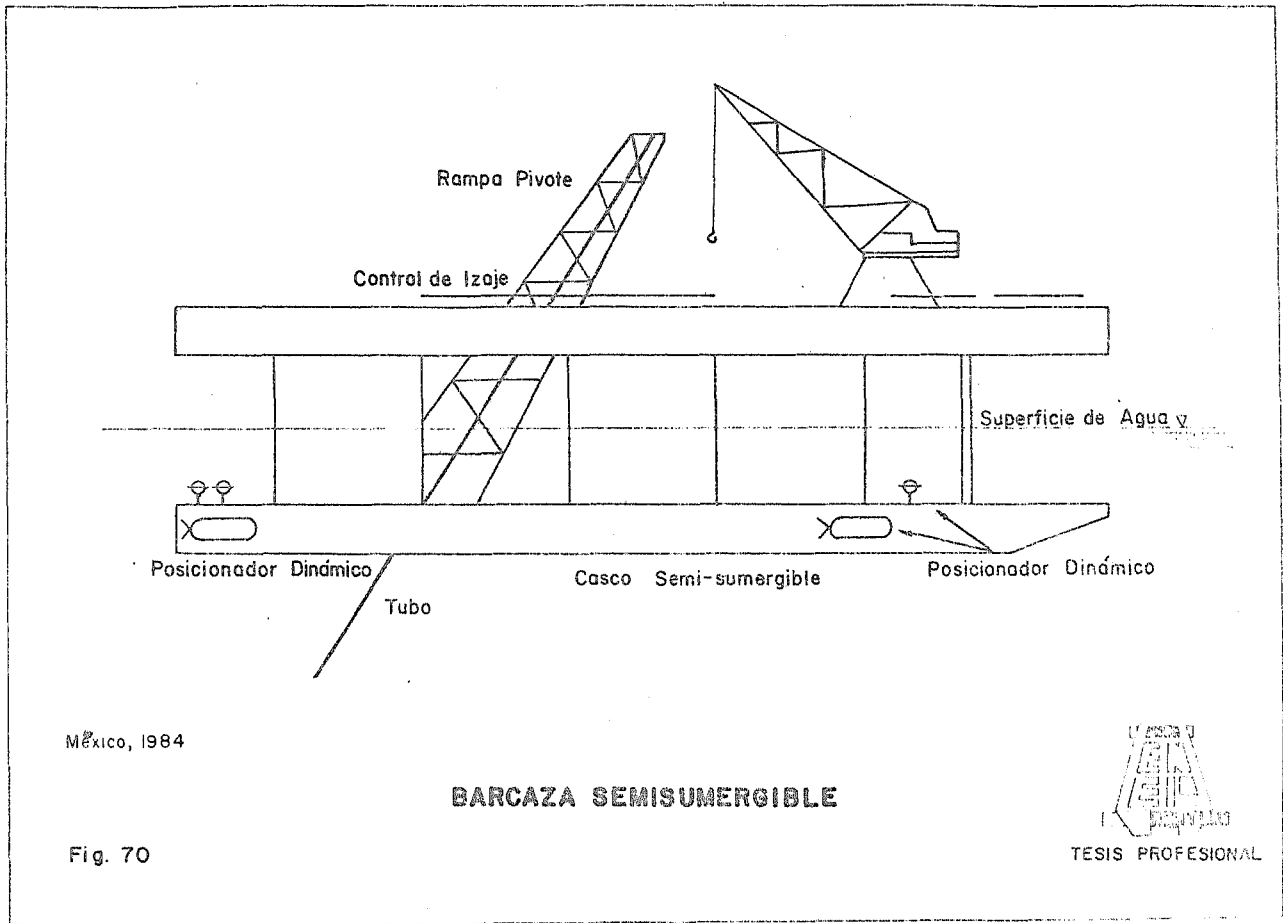 Rampa Pivote
Control de Izaje
Superficie de Agua
Posicionador Dinámico
Casco Semi-sumergible
Posicionador Dinámico
Tubo
México, 1984
BARCAZA SEMISUMERGIBLE
Fig. 70
TESIS PROFESIONAL